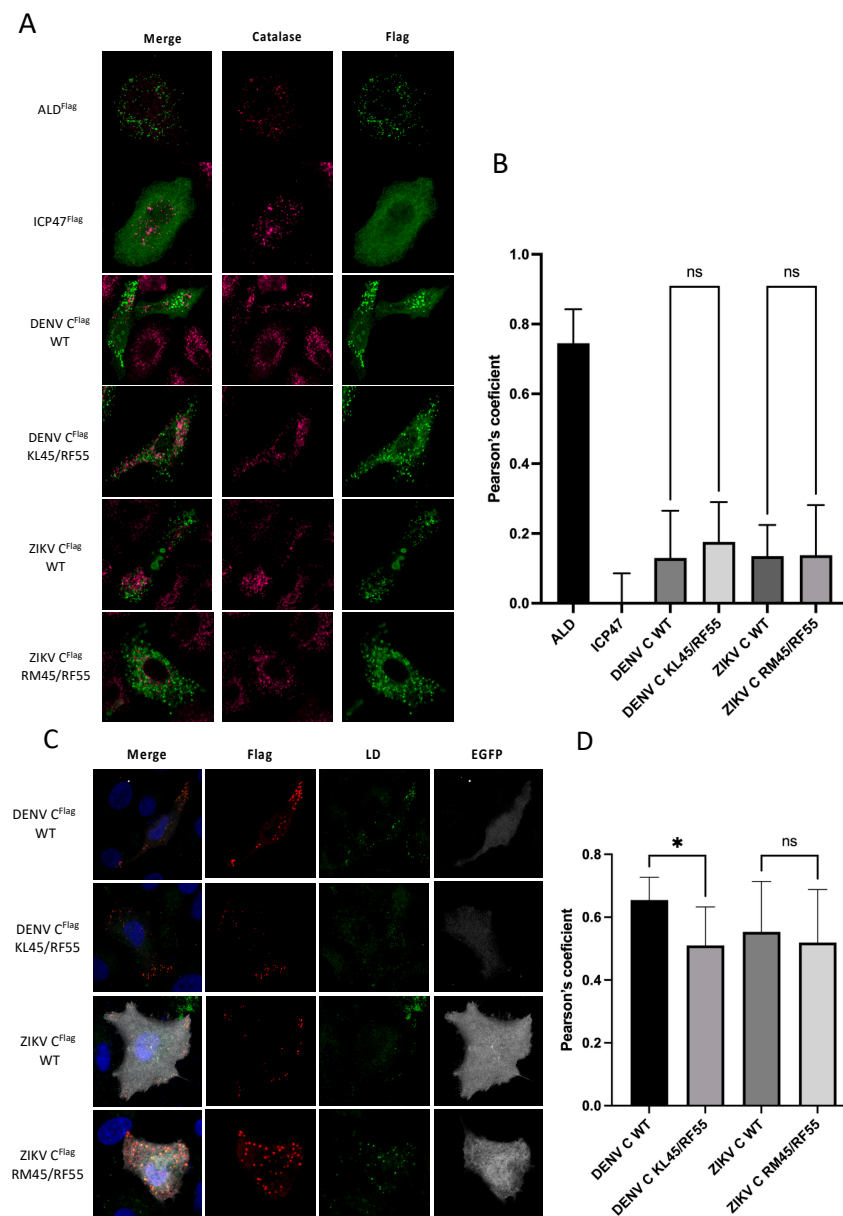 A
Merge Catalase Flag
ALDFlag
ICP47Flag
DENV CFlag
WT
DENV CFlag
KL45/RF55
ZIKV CFlag
WT
ZIKV CFlag
RM45/RF55
B
Pearson's coeficient
1.0
0.8
0.6
0.4
0.2
0.0
ns ns
ALD
ICP47
DENV C WT
DENV C KL45/RF55
ZIKV C WT
ZIKV C RM45/RF55
C
Merge Flag LD EGFP
DENV CFlag
WT
DENV CFlag
KL45/RF55
ZIKV CFlag
WT
ZIKV CFlag
RM45/RF55
D
Pearson's coeficient
0.8
0.6
0.4
0.2
0.0
* ns
DENV C WT
DENV C KL45/RF55
ZIKV C WT
ZIKV C RM45/RF55